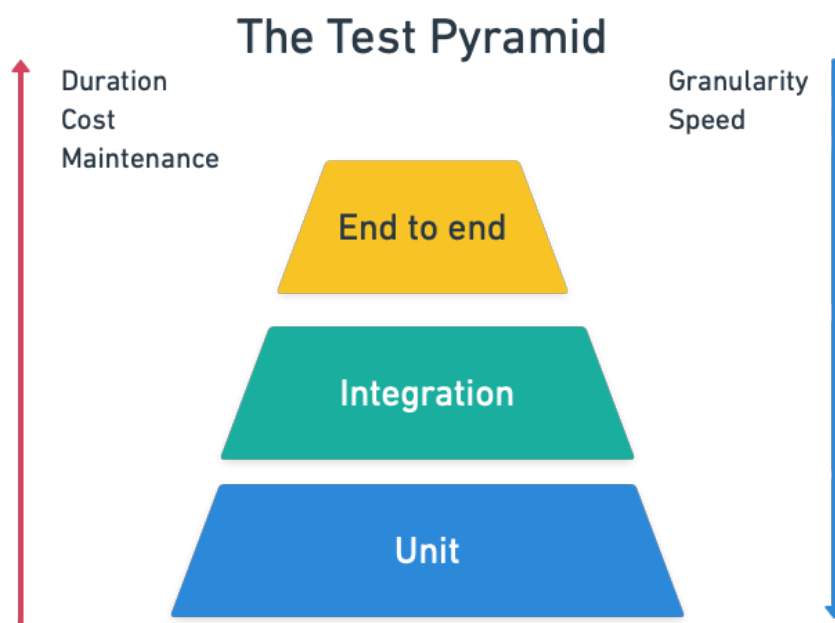 The Test Pyramid
Duration
Cost
Maintenance
Granularity
Speed
End to end
Integration
Unit